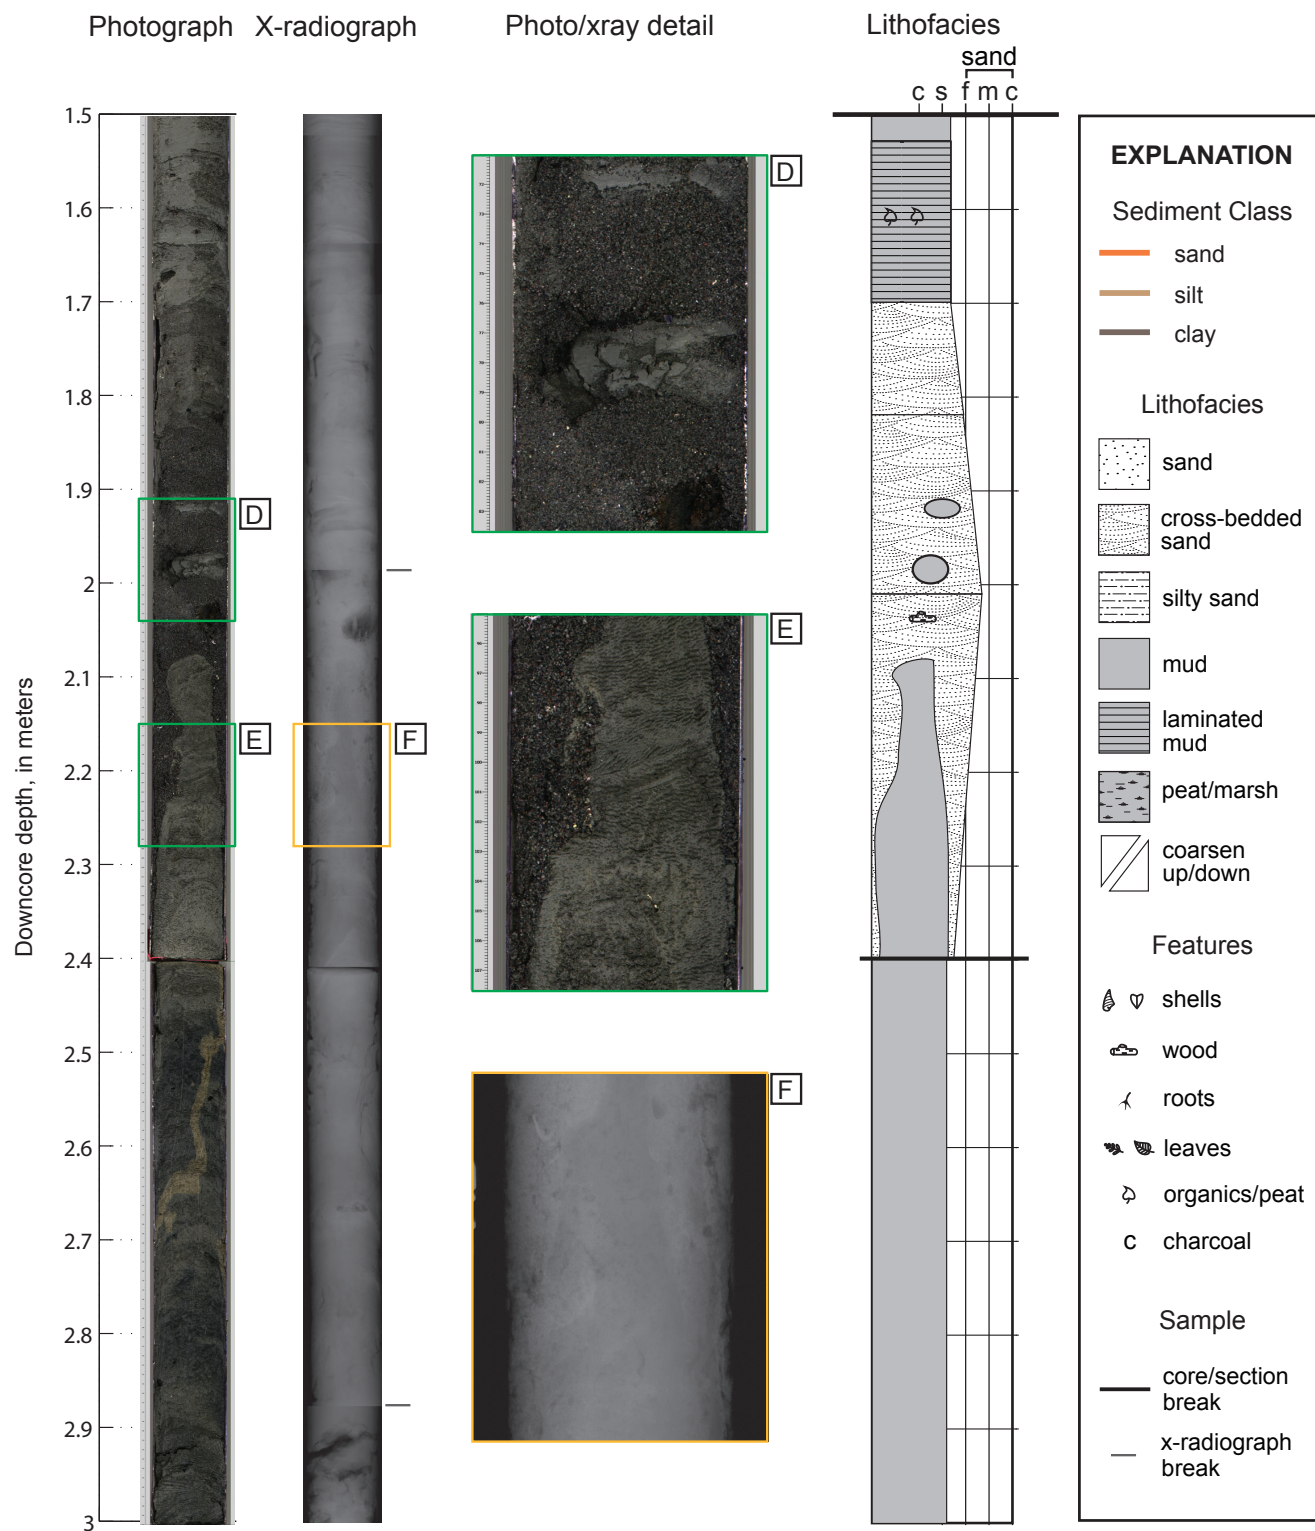 Photograph X-radiograph Photo/xray detail Lithofacies
sand
c s f m c
Downcore depth, in meters
1.5
1.6
1.7
1.8
1.9
2
2.1
2.2
2.3
2.4
2.5
2.6
2.7
2.8
2.9
3
D
E
F
D
E
F
EXPLANATION
Sediment Class
sand
silt
clay
Lithofacies
sand
cross-bedded
sand
silty sand
mud
laminated
mud
peat/marsh
coarsen
up/down
Features
shells
wood
roots
leaves
organics/peat
c charcoal
Sample
core/section
break
x-radiograph
break